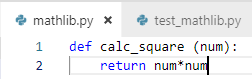 mathlib.py test_mathlib.py
1 def calc_square (num):
2 return num*num